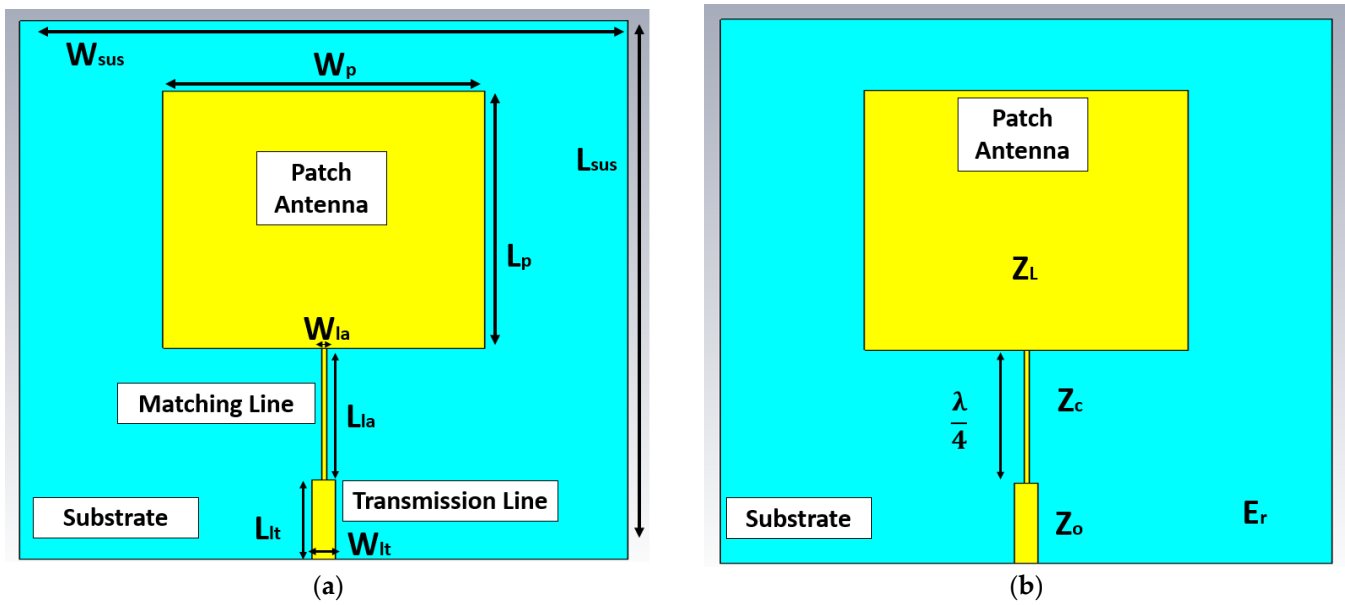 Wsus
Wp
Patch
Antenna
Lsus
Lp
Wla
Matching Line
Lla
Transmission Line
Substrate
Llt
Wlt
(a)
Patch
Antenna
ZL
λ
4
Zc
Substrate
Er
Zo
(b)